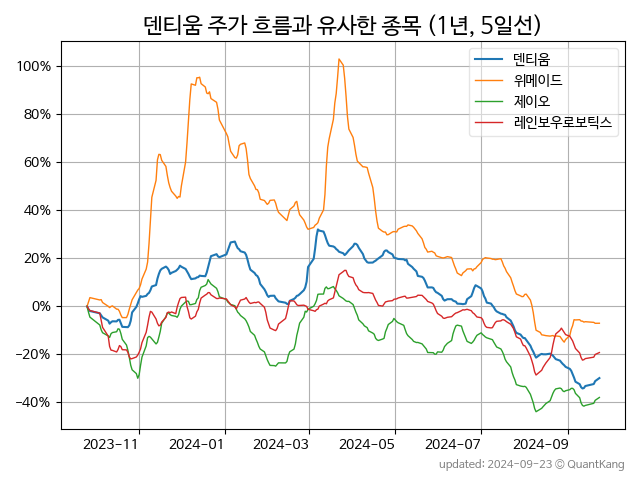 덴티움 주가 흐름과 유사한 종목 (1년, 5일선)
덴티움
위메이드
제이오
레인보우로보틱스
100%
80%
60%
40%
20%
0%
−20%
−40%
2023-11
2024-01
2024-03
2024-05
2024-07
2024-09
updated: 2024-09-23 © QuantKang